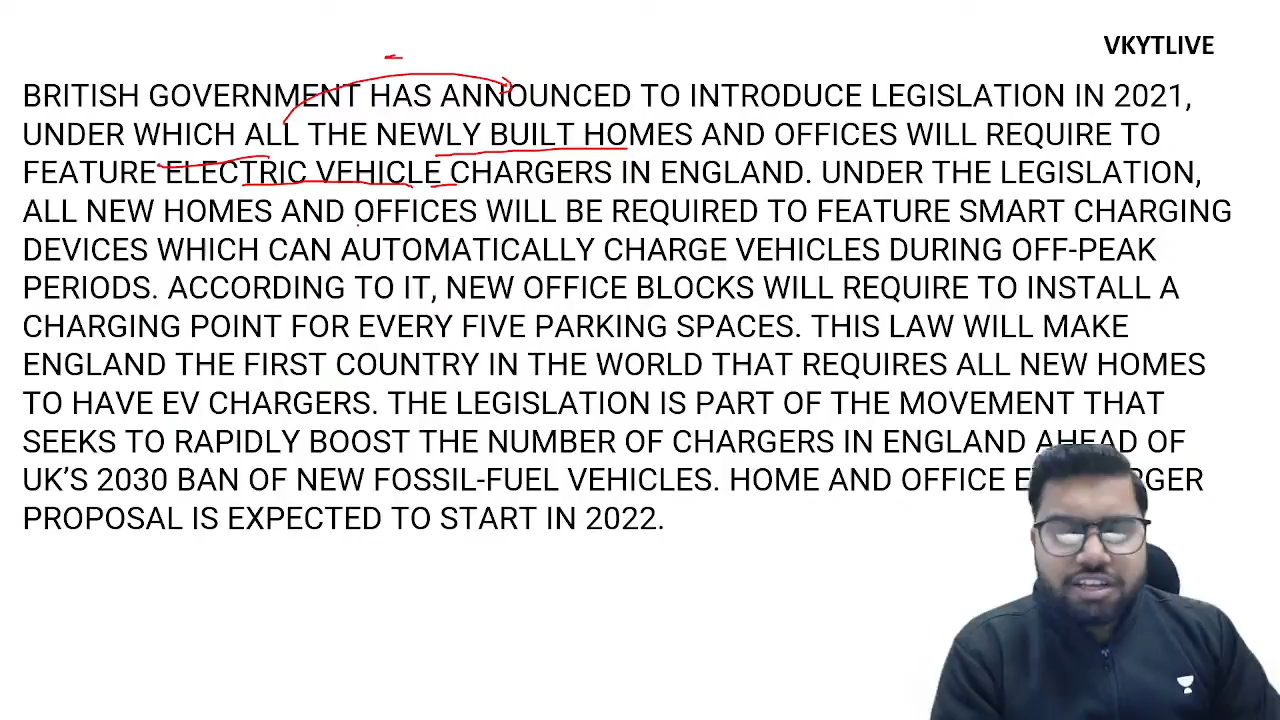 VKYTLIVE
BRITISH GOVERNMENT HAS ANNOUNCED TO INTRODUCE LEGISLATION IN 2021,
UNDER WHICH ALL THE NEWLY BUILT HOMES AND OFFICES WILL REQUIRE TO
FEATURE ELECTRIC VEHICLE CHARGERS IN ENGLAND. UNDER THE LEGISLATION,
ALL NEW HOMES AND OFFICES WILL BE REQUIRED TO FEATURE SMART CHARGING
DEVICES WHICH CAN AUTOMATICALLY CHARGE VEHICLES DURING OFF-PEAK
PERIODS. ACCORDING TO IT, NEW OFFICE BLOCKS WILL REQUIRE TO INSTALL A
CHARGING POINT FOR EVERY FIVE PARKING SPACES. THIS LAW WILL MAKE
ENGLAND THE FIRST COUNTRY IN THE WORLD THAT REQUIRES ALL NEW HOMES
TO HAVE EV CHARGERS. THE LEGISLATION IS PART OF THE MOVEMENT THAT
SEEKS TO RAPIDLY BOOST THE NUMBER OF CHARGERS IN ENGLAND AHEAD OF
UK’S 2030 BAN OF NEW FOSSIL-FUEL VEHICLES. HOME AND OFFICE
PROPOSAL IS EXPECTED TO START IN 2022.